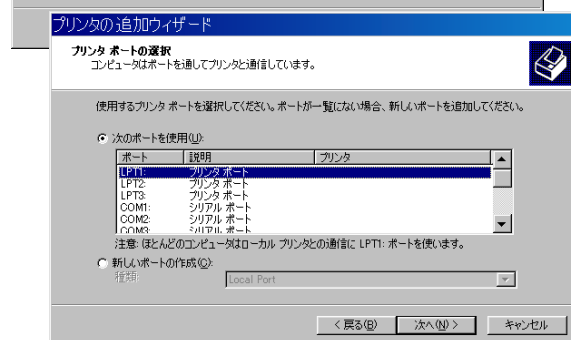 プリンタの追加ウィザード
プリンタ ポートの選択
コンピュータはポートを通してプリンタと通信しています。
使用するプリンタ ポートを選択してください。ポートが一覧にない場合、新しいポートを追加してください。
次のポートを使用(U):
ポート 説明 プリンタ
LPT1: プリンタ ポート
LPT2: プリンタ ポート
LPT3: プリンタ ポート
COM1: シリアル ポート
COM2: シリアル ポート
COM3: シリアル ポート
注意: ほとんどのコンピュータはローカル プリンタとの通信に LPT1: ポートを使います。
新しいポートの作成(C):
種類: Local Port
< 戻る(B) 次へ(N) > キャンセル